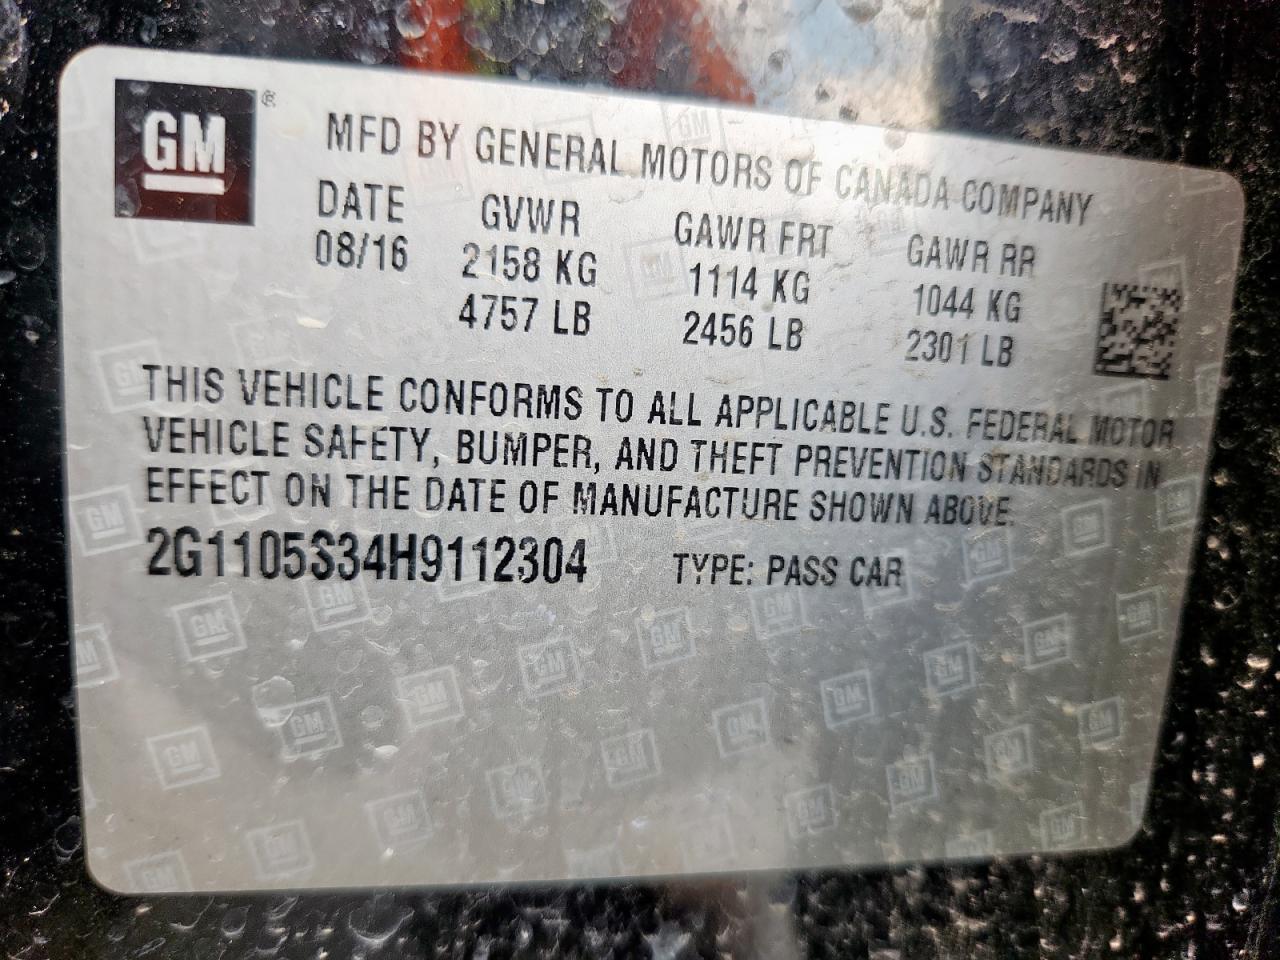 GM ®
MFD BY GENERAL MOTORS OF CANADA COMPANY
DATE GVWR GAWR FRT GAWR RR
08/16 2158 KG 1114 KG 1044 KG
4757 LB 2456 LB 2301 LB
THIS VEHICLE CONFORMS TO ALL APPLICABLE U.S. FEDERAL MOTOR
VEHICLE SAFETY, BUMPER, AND THEFT PREVENTION STANDARDS IN
EFFECT ON THE DATE OF MANUFACTURE SHOWN ABOVE.
2G1105S34H9112304 TYPE: PASS CAR